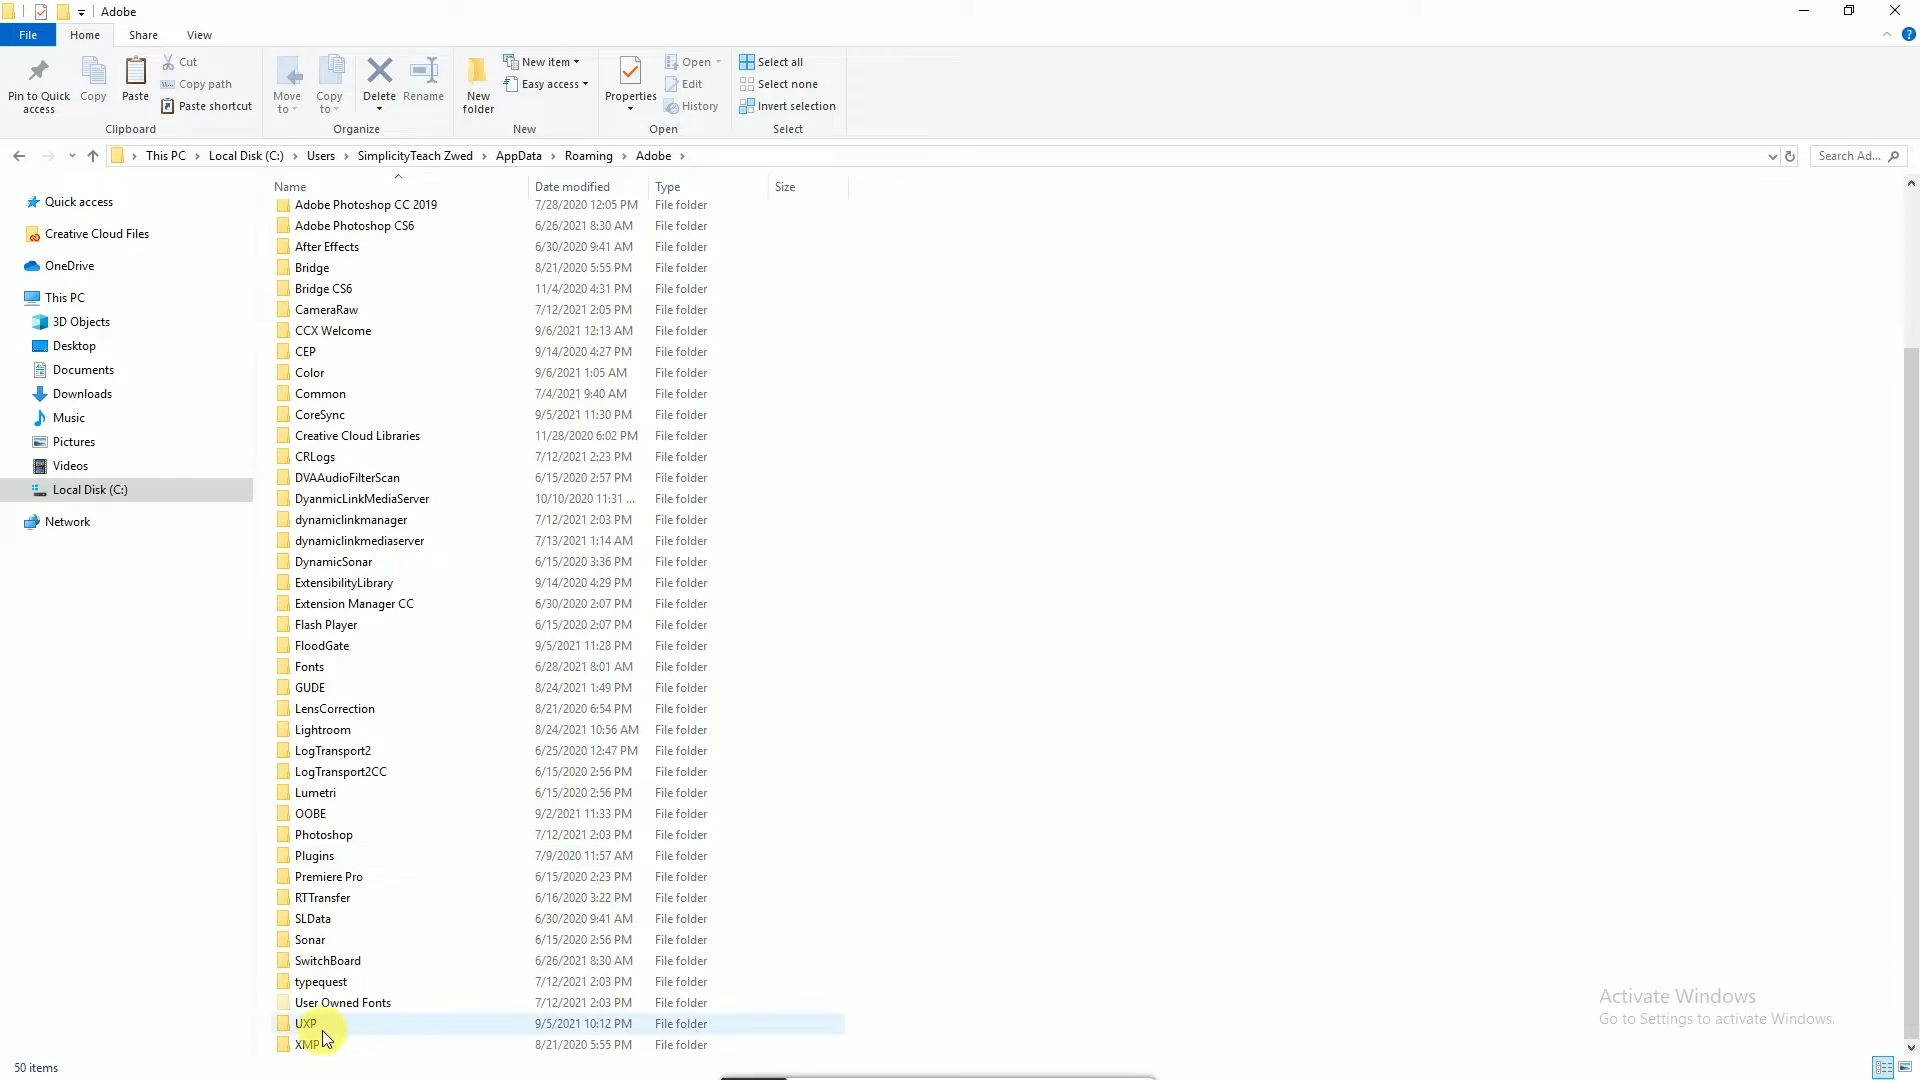 Adobe
File Home Share View
Pin to Quick access
Copy
Paste
Cut
Copy path
Paste shortcut
Clipboard
Move to
Copy to
Delete
Rename
Organize
New folder
New item
Easy access
New
Properties
Open
Edit
History
Open
Select all
Select none
Invert selection
Select
This PC > Local Disk (C:) > Users > SimplicityTeach Zwed > AppData > Roaming > Adobe >
Search Ad...
Quick access
Creative Cloud Files
OneDrive
This PC
3D Objects
Desktop
Documents
Downloads
Music
Pictures
Videos
Local Disk (C:)
Network
Name Date modified Type Size
Adobe Photoshop CC 2019 7/28/2020 12:05 PM File folder
Adobe Photoshop CS6 6/26/2021 8:30 AM File folder
After Effects 6/30/2020 9:41 AM File folder
Bridge 8/21/2020 5:55 PM File folder
Bridge CS6 11/4/2020 4:31 PM File folder
CameraRaw 7/12/2021 2:05 PM File folder
CCX Welcome 9/6/2021 12:13 AM File folder
CEP 9/14/2020 4:27 PM File folder
Color 9/6/2021 1:05 AM File folder
Common 7/4/2021 9:40 AM File folder
CoreSync 9/5/2021 11:30 PM File folder
Creative Cloud Libraries 11/28/2020 6:02 PM File folder
CRLogs 7/12/2021 2:23 PM File folder
DVAAudioFilterScan 6/15/2020 2:57 PM File folder
DyanmicLinkMediaServer 10/10/2020 11:31 ... File folder
dynamiclinkmanager 7/12/2021 2:03 PM File folder
dynamiclinkmediaserver 7/13/2021 1:14 AM File folder
DynamicSonar 6/15/2020 3:36 PM File folder
ExtensibilityLibrary 9/14/2020 4:29 PM File folder
Extension Manager CC 6/30/2020 2:07 PM File folder
Flash Player 6/15/2020 2:07 PM File folder
FloodGate 9/5/2021 11:28 PM File folder
Fonts 6/28/2021 8:01 AM File folder
GUDE 8/24/2021 1:49 PM File folder
LensCorrection 8/21/2020 6:54 PM File folder
Lightroom 8/24/2021 10:56 AM File folder
LogTransport2 6/25/2020 12:47 PM File folder
LogTransport2CC 6/15/2020 2:56 PM File folder
Lumetri 6/15/2020 2:56 PM File folder
OOBE 9/2/2021 11:33 PM File folder
Photoshop 7/12/2021 2:03 PM File folder
Plugins 7/9/2020 11:57 AM File folder
Premiere Pro 6/15/2020 2:23 PM File folder
RTTransfer 6/16/2020 3:22 PM File folder
SLData 6/30/2020 9:41 AM File folder
Sonar 6/15/2020 2:56 PM File folder
SwitchBoard 6/26/2021 8:30 AM File folder
typequest 7/12/2021 2:03 PM File folder
User Owned Fonts 7/12/2021 2:03 PM File folder
UXP 9/5/2021 10:12 PM File folder
XMP 8/21/2020 5:55 PM File folder
Activate Windows
Go to Settings to activate Windows.
50 items